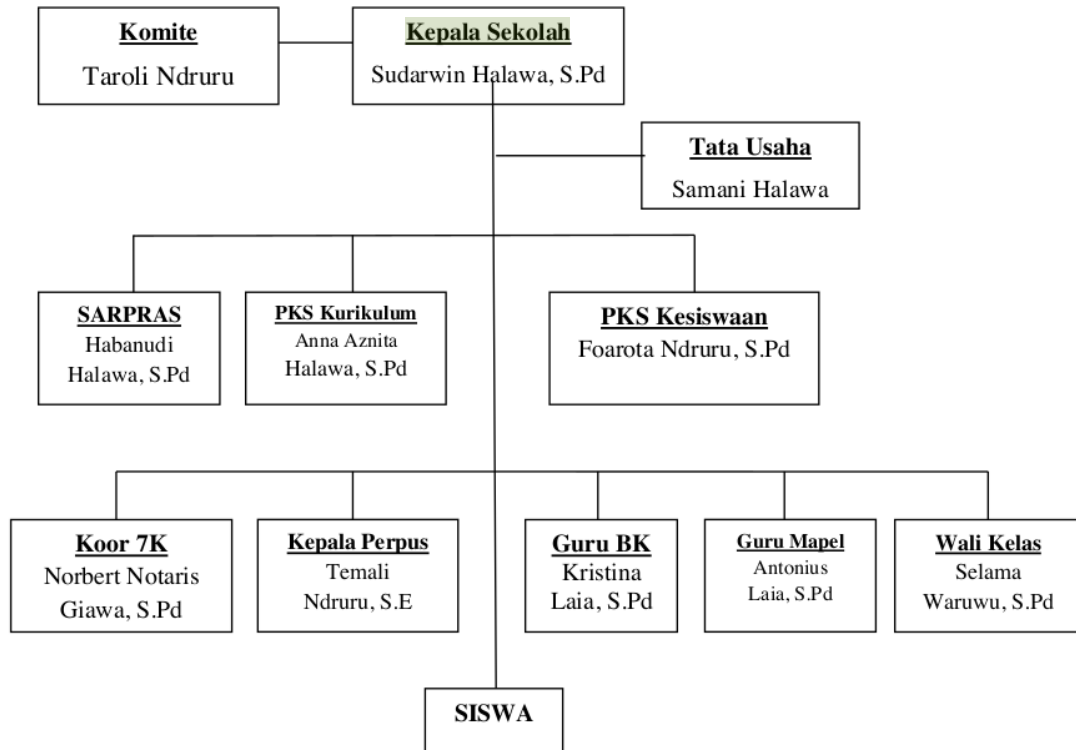 Komite
Taroli Ndruru
Kepala Sekolah
Sudarwin Halawa, S.Pd
Tata Usaha
Samani Halawa
SARPRAS
Habanudi
Halawa, S.Pd
PKS Kurikulum
Anna Aznita
Halawa, S.Pd
PKS Kesiswaan
Foarota Ndruru, S.Pd
Koor 7K
Norbert Notaris
Giawa, S.Pd
Kepala Perpus
Temali
Ndruru, S.E
Guru BK
Kristina
Laia, S.Pd
Guru Mapel
Antonius
Laia, S.Pd
Wali Kelas
Selama
Waruwu, S.Pd
SISWA